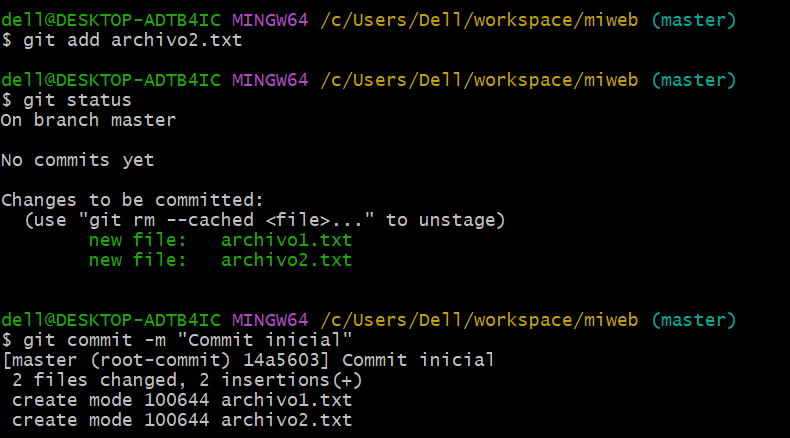 dell@DESKTOP-ADTB4IC MINGW64 /c/Users/Dell/workspace/miweb (master)
$ git add archivo2.txt
dell@DESKTOP-ADTB4IC MINGW64 /c/Users/Dell/workspace/miweb (master)
$ git status
On branch master
No commits yet
Changes to be committed:
  (use "git rm --cached <file>..." to unstage)
        new file:   archivo1.txt
        new file:   archivo2.txt
dell@DESKTOP-ADTB4IC MINGW64 /c/Users/Dell/workspace/miweb (master)
$ git commit -m "Commit inicial"
[master (root-commit) 14a5603] Commit inicial
 2 files changed, 2 insertions(+)
 create mode 100644 archivo1.txt
 create mode 100644 archivo2.txt